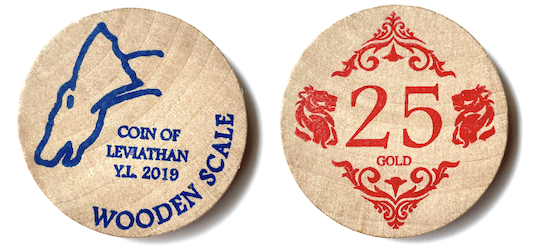 COIN OF
LEVIATHAN
Y.L. 2019
WOODEN SCALE
25
GOLD